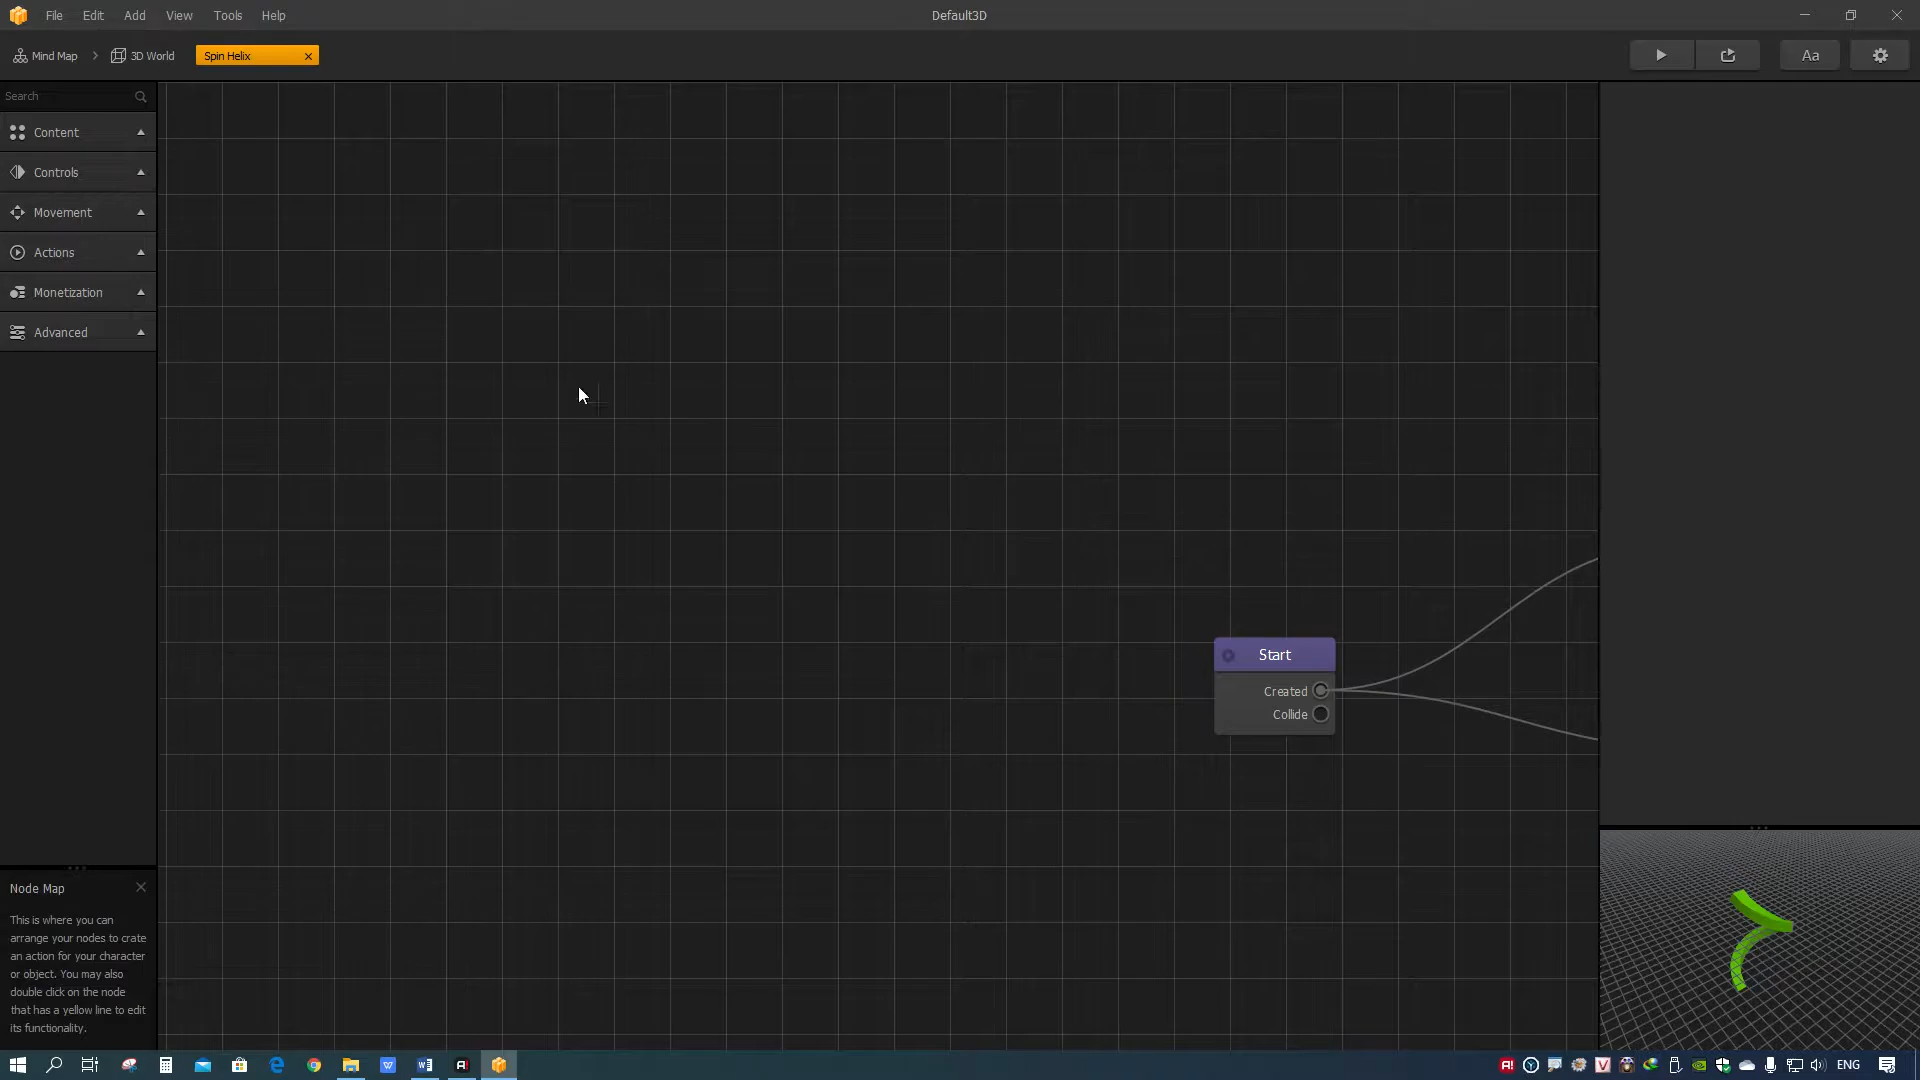 File Edit Add View Tools Help
Default3D
Mind Map
3D World
Spin Helix
Aa
Search
Content
Controls
Movement
Actions
Monetization
Advanced
Start
Created
Collide
Node Map
This is where you can
arrange your nodes to crate
an action for your character
or object. You may also
double click on the node
that has a yellow line to edit
its functionality.
ENG